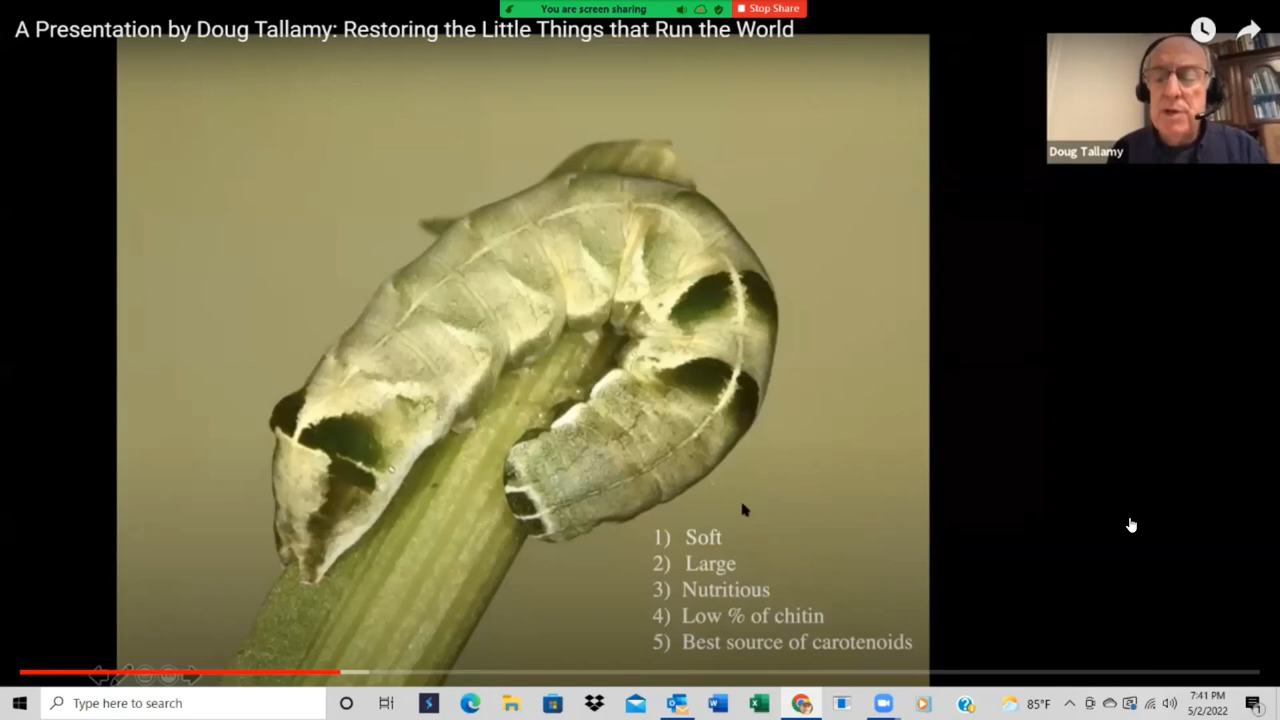 You are screen sharing
Stop Share
A Presentation by Doug Tallamy: Restoring the Little Things that Run the World
Doug Tallamy
1) Soft
2) Large
3) Nutritious
4) Low % of chitin
5) Best source of carotenoids
Type here to search
85°F
7:41 PM
5/2/2022
1